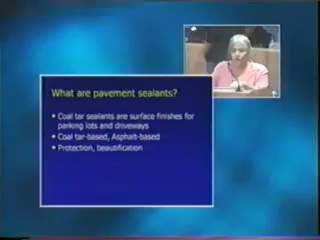 What are pavement sealants?
• Coal tar sealants are surface finishes for
parking lots and driveways
• Coal tar-based, Asphalt-based
• Protection, beautification